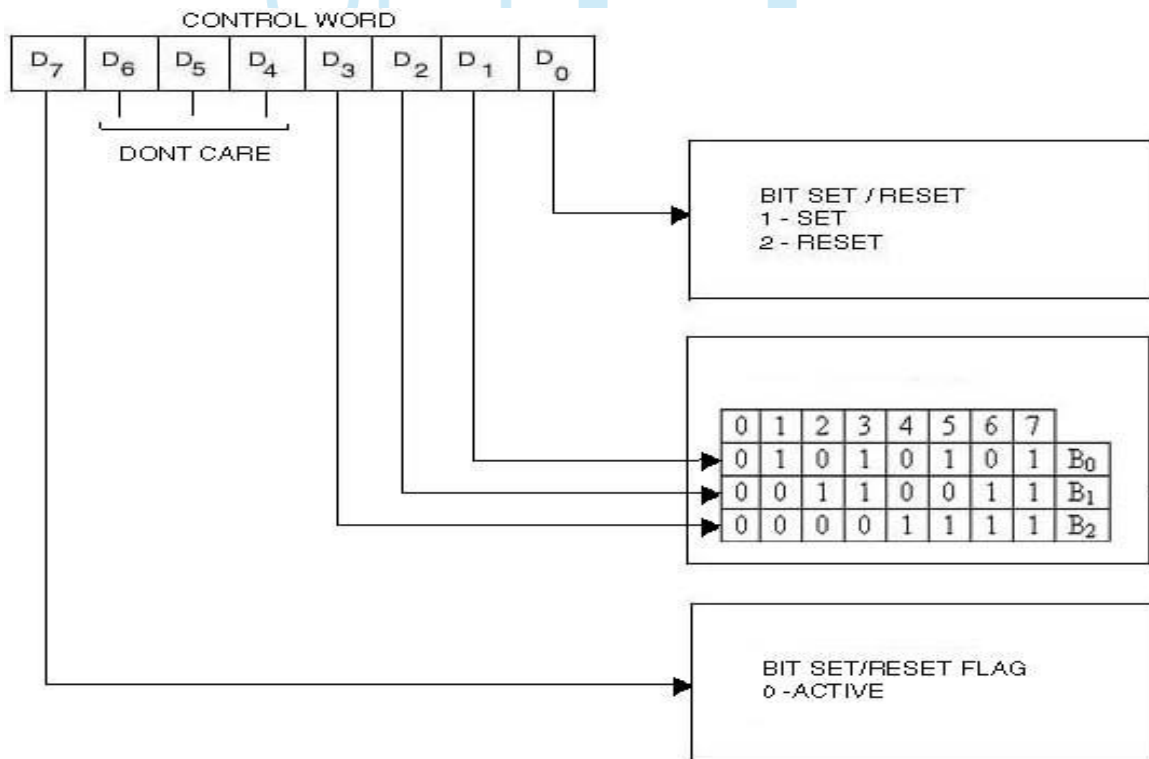 CONTROL WORD
D7 D6 D5 D4 D3 D2 D1 D0
DONT CARE
BIT SET / RESET
1 - SET
2 - RESET
0 1 2 3 4 5 6 7
0 1 0 1 0 1 0 1 B0
0 0 1 1 0 0 1 1 B1
0 0 0 0 1 1 1 1 B2
BIT SET/RESET FLAG
0 -ACTIVE